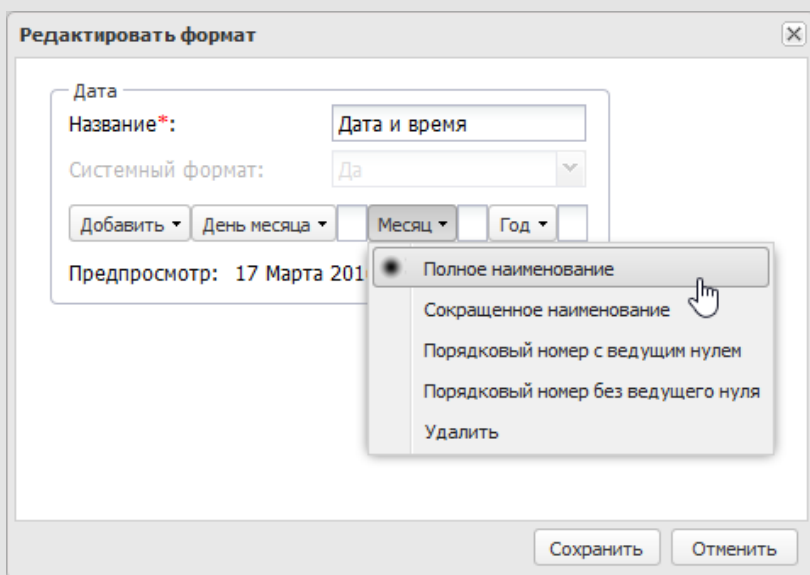 Редактировать формат
Дата
Название*: Дата и время
Системный формат: Да
Добавить День месяца Месяц Год
Предпросмотр: 17 Марта 201
Полное наименование
Сокращенное наименование
Порядковый номер с ведущим нулем
Порядковый номер без ведущего нуля
Удалить
Сохранить Отменить